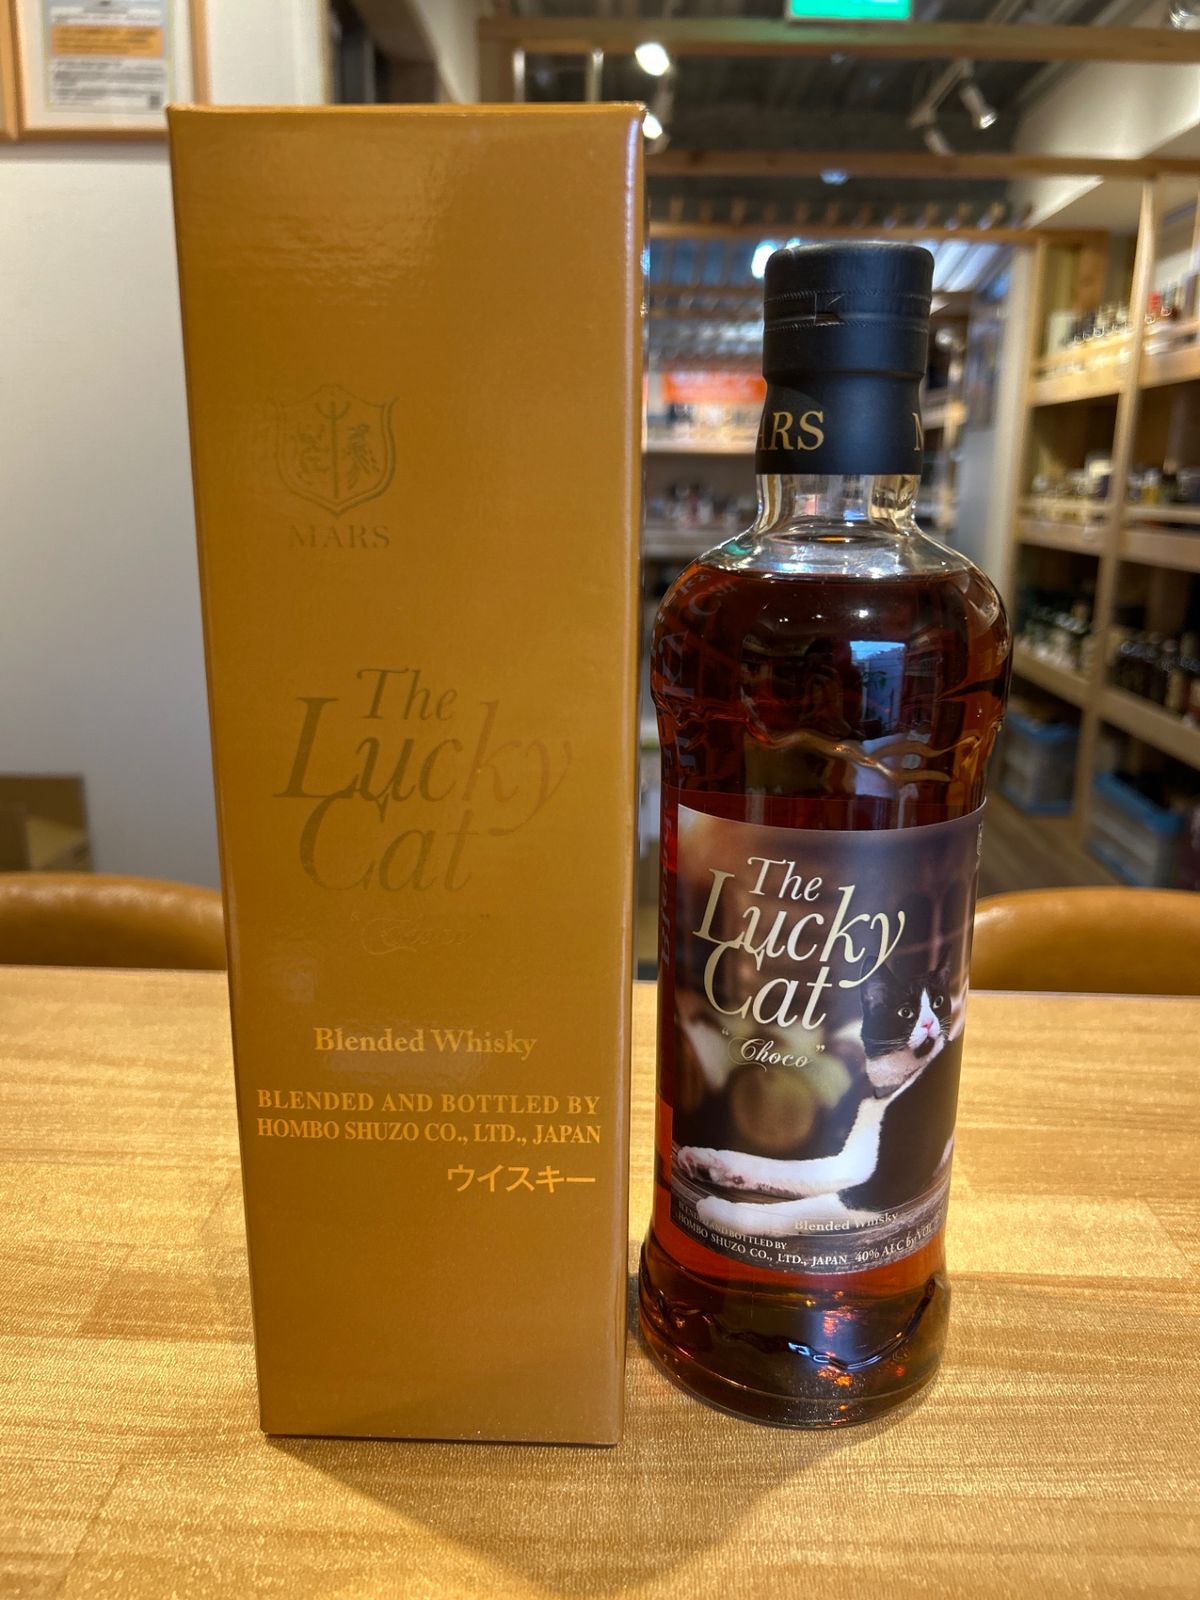 MARS
The
Lucky
Cat
"Choco"
Blended Whisky
BLENDED AND BOTTLED BY
HOMBO SHUZO CO., LTD., JAPAN
ウイスキー
ARS
The
Lucky
Cat
"Choco"
Blended Whisky
BLENDED AND BOTTLED BY
HOMBO SHUZO CO., LTD., JAPAN 40% ALC by VOL